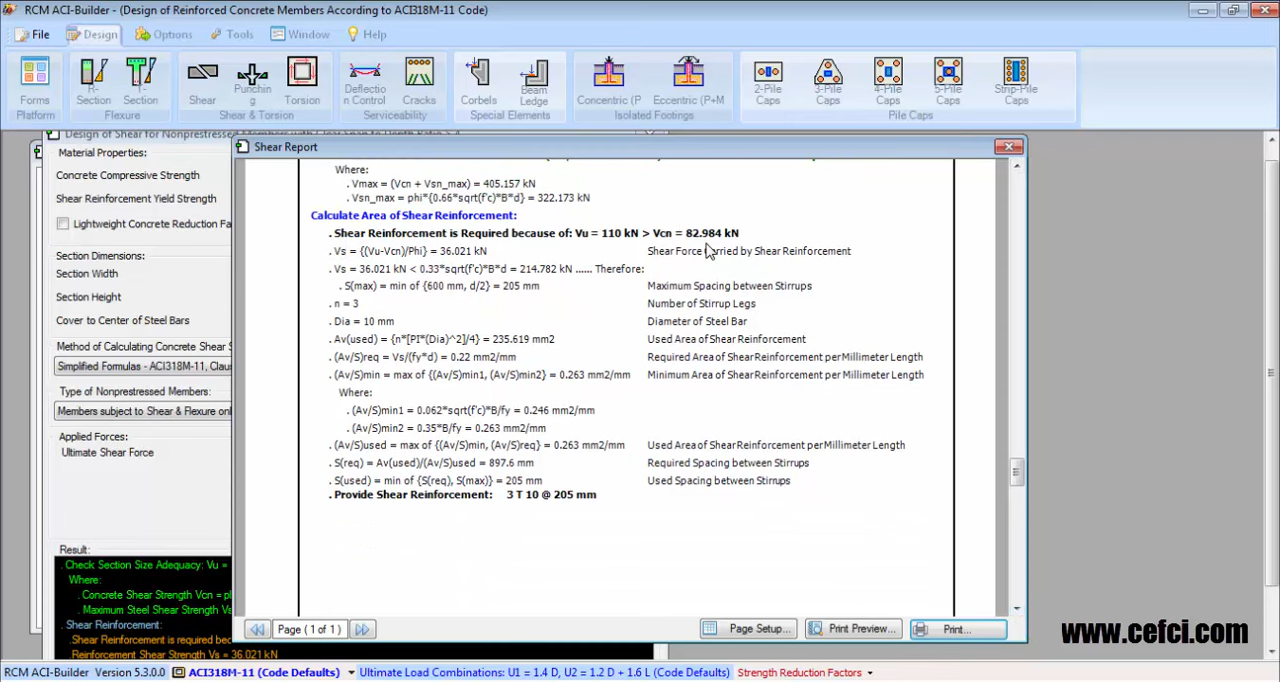 RCM ACI-Builder - (Design of Reinforced Concrete Members According to ACI318M-11 Code)
File Design Options Tools Window Help
Forms R-Section T-Section Shear Punching Torsion Deflection Control Cracks Corbels Beam Ledge Concentric (P Eccentric (P+M 2-Pile Caps 3-Pile Caps 4-Pile Caps 5-Pile Caps Strip-Pile Caps
Platform Flexure Shear & Torsion Serviceability Special Elements Isolated Footings Pile Caps
Material Properties:
Concrete Compressive Strength
Shear Reinforcement Yield Strength
Lightweight Concrete Reduction Fa
Section Dimensions:
Section Width
Section Height
Cover to Center of Steel Bars
Method of Calculating Concrete Shear S
Simplified Formulas - ACI318M-11, Clau
Type of Nonprestressed Members:
Members subject to Shear & Flexure onl
Applied Forces:
Ultimate Shear Force
Result:
. Check Section Size Adequacy: Vu =
Where:
. Concrete Shear Strength Vcn = pl
. Maximum Steel Shear Strength Vs
. Shear Reinforcement:
. Shear Reinforcement is required bec
. Reinforcement Shear Strength Vs = 36.021 kN
Shear Report
Where:
. Vmax = (Vcn + Vsn_max) = 405.157 kN
. Vsn_max = phi*{0.66*sqrt(f'c)*B*d} = 322.173 kN
Calculate Area of Shear Reinforcement:
. Shear Reinforcement is Required because of: Vu = 110 kN > Vcn = 82.984 kN
. Vs = {(Vu-Vcn)/Phi} = 36.021 kN Shear Force Carried by Shear Reinforcement
. Vs = 36.021 kN < 0.33*sqrt(f'c)*B*d = 214.782 kN ...... Therefore:
. S(max) = min of {600 mm, d/2} = 205 mm Maximum Spacing between Stirrups
. n = 3 Number of Stirrup Legs
. Dia = 10 mm Diameter of Steel Bar
. Av(used) = {n*[PI*(Dia)^2]/4} = 235.619 mm2 Used Area of Shear Reinforcement
. (Av/S)req = Vs/(fy*d) = 0.22 mm2/mm Required Area of Shear Reinforcement per Millimeter Length
. (Av/S)min = max of {(Av/S)min1, (Av/S)min2} = 0.263 mm2/mm Minimum Area of Shear Reinforcement per Millimeter Length
Where:
. (Av/S)min1 = 0.062*sqrt(f'c)*B/fy = 0.246 mm2/mm
. (Av/S)min2 = 0.35*B/fy = 0.263 mm2/mm
. (Av/S)used = max of {(Av/S)min, (Av/S)req} = 0.263 mm2/mm Used Area of Shear Reinforcement per Millimeter Length
. S(req) = Av(used)/(Av/S)used = 897.6 mm Required Spacing between Stirrups
. S(used) = min of {S(req), S(max)} = 205 mm Used Spacing between Stirrups
. Provide Shear Reinforcement: 3 T 10 @ 205 mm
Page ( 1 of 1 ) Page Setup... Print Preview... Print...
www.cefci.com
RCM ACI-Builder Version 5.3.0.0 ACI318M-11 (Code Defaults) Ultimate Load Combinations: U1 = 1.4 D, U2 = 1.2 D + 1.6 L (Code Defaults) Strength Reduction Factors